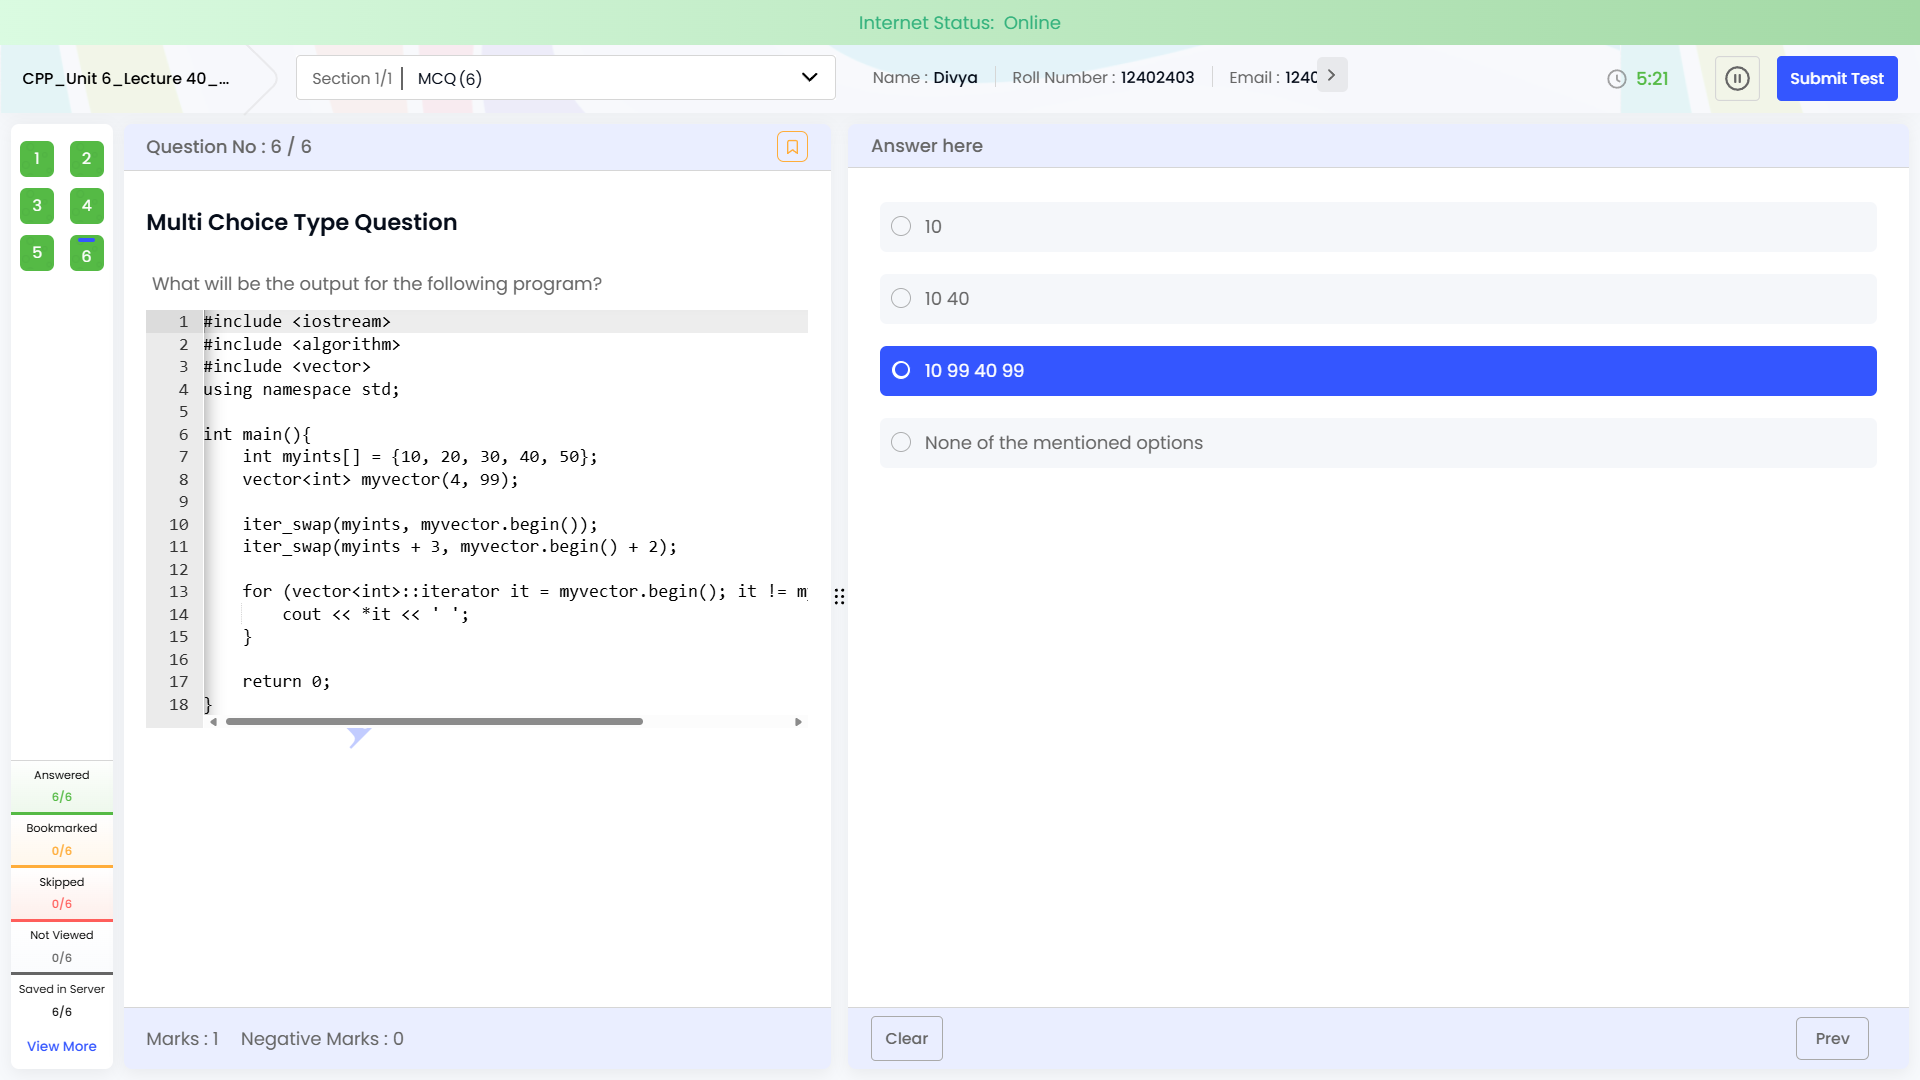 Internet Status: Online
CPP_Unit 6_Lecture 40_...
Section 1/1 | MCQ (6)
Name : Divya
Roll Number : 12402403
Email : 1240
5:21
Submit Test
1 2
3 4
5 6
Question No : 6 / 6
Multi Choice Type Question
What will be the output for the following program?
1 #include <iostream>
2 #include <algorithm>
3 #include <vector>
4 using namespace std;
5
6 int main(){
7     int myints[] = {10, 20, 30, 40, 50};
8     vector<int> myvector(4, 99);
9
10     iter_swap(myints, myvector.begin());
11     iter_swap(myints + 3, myvector.begin() + 2);
12
13     for (vector<int>::iterator it = myvector.begin(); it != m
14         cout << *it << ' ';
15     }
16
17     return 0;
18 }
Answer here
10
10 40
10 99 40 99
None of the mentioned options
Answered
6/6
Bookmarked
0/6
Skipped
0/6
Not Viewed
0/6
Saved in Server
6/6
View More
Marks : 1
Negative Marks : 0
Clear
Prev